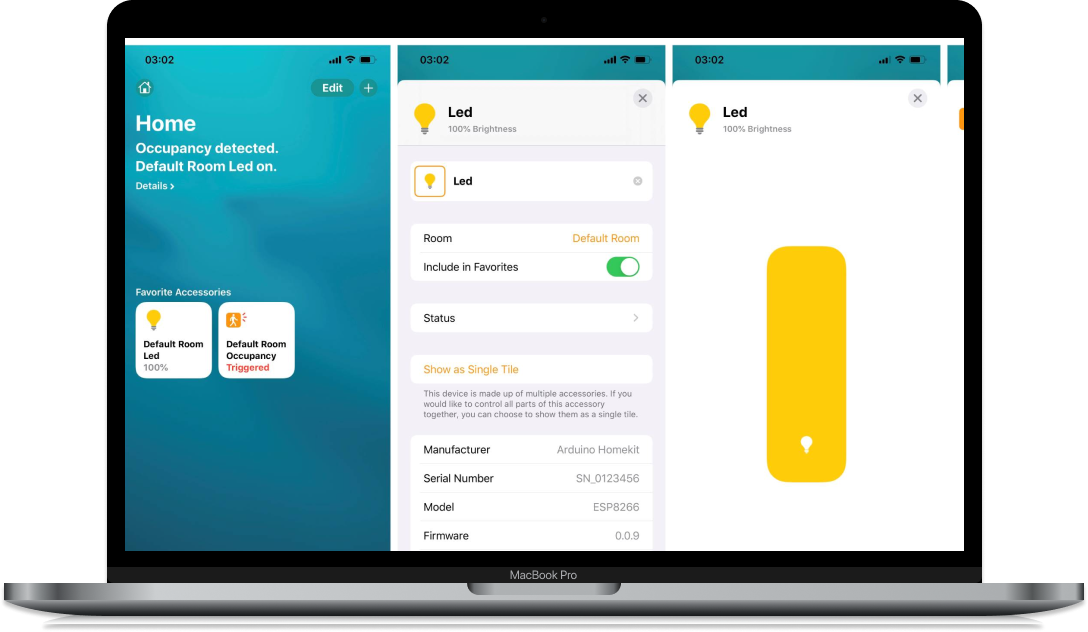 03:02
Edit
Home
Occupancy detected.
Default Room Led on.
Details >
Favorite Accessories
Default Room
Led
100%
Default Room
Occupancy
Triggered
03:02
Led
100% Brightness
Led
Room Default Room
Include in Favorites
Status
Show as Single Tile
This device is made up of multiple accessories. If you
would like to control all parts of this accessory
together, you can choose to show them as a single tile.
Manufacturer Arduino Homekit
Serial Number SN_0123456
Model ESP8266
Firmware 0.0.9
03:02
Led
100% Brightness
MacBook Pro